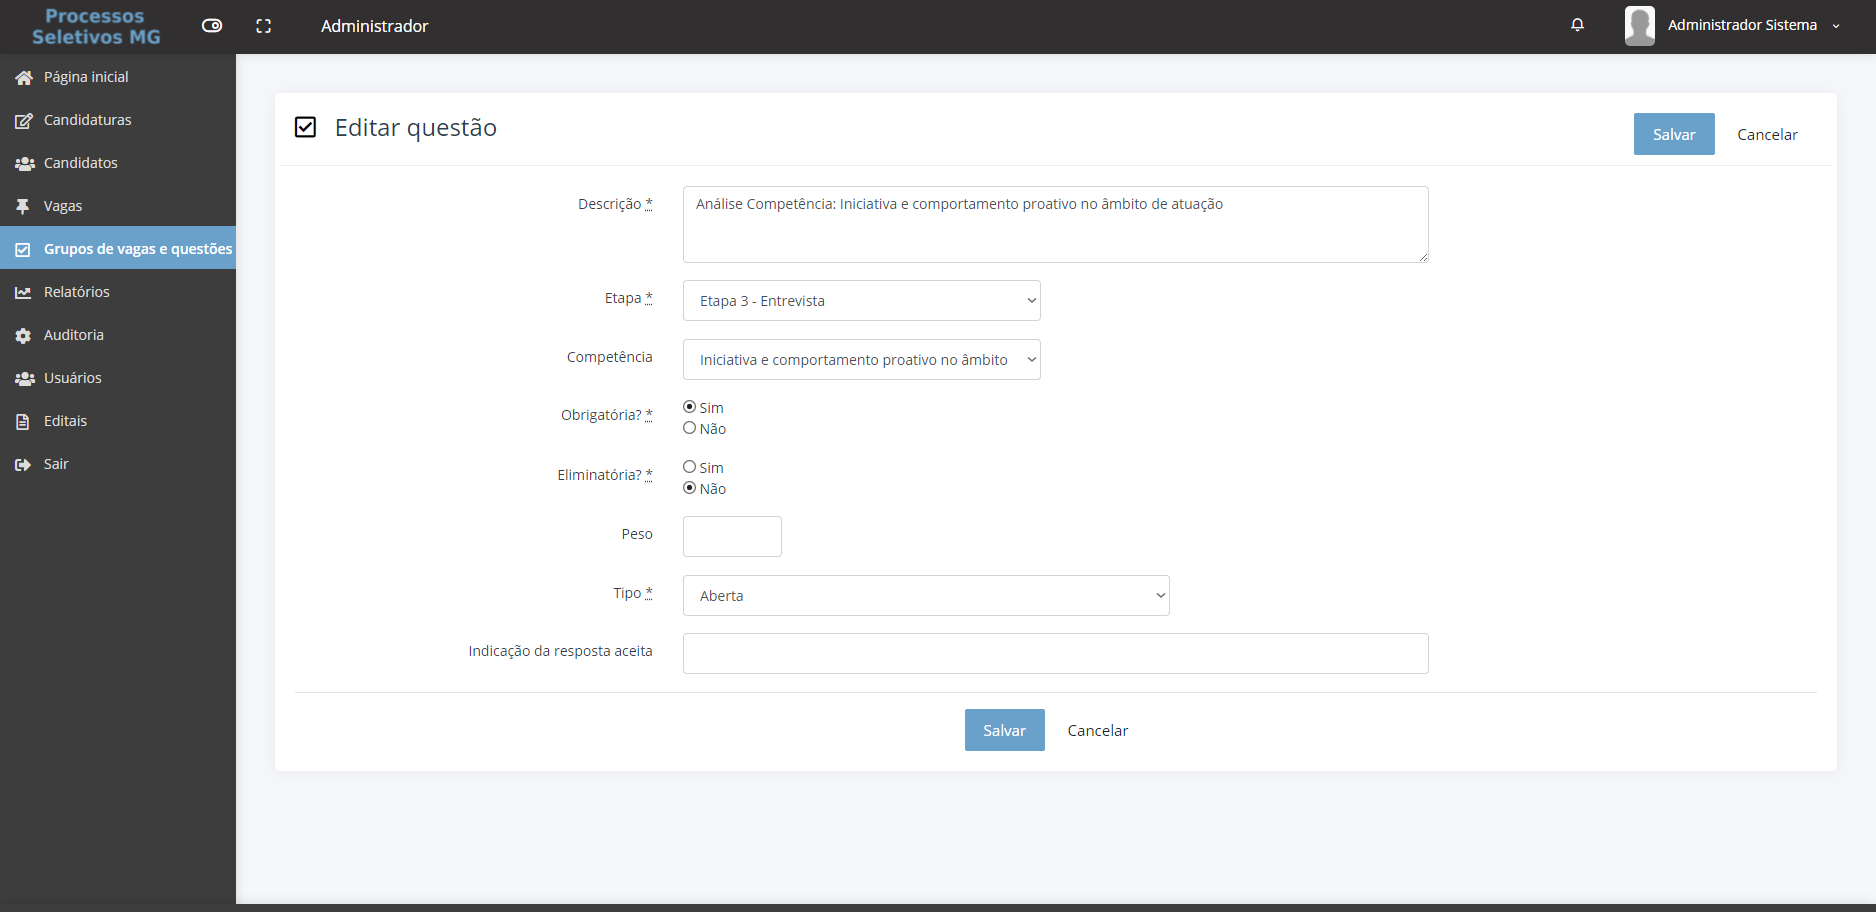 Processos
Seletivos MG
Administrador
Administrador Sistema
Página inicial
Candidaturas
Candidatos
Vagas
Grupos de vagas e questões
Relatórios
Auditoria
Usuários
Editais
Sair
Editar questão
Salvar
Cancelar
Descrição *
Análise Competência: Iniciativa e comportamento proativo no âmbito de atuação
Etapa *
Etapa 3 - Entrevista
Competência
Iniciativa e comportamento proativo no âmbito
Obrigatória? *
Sim
Não
Eliminatória? *
Sim
Não
Peso
Tipo *
Aberta
Indicação da resposta aceita
Salvar
Cancelar